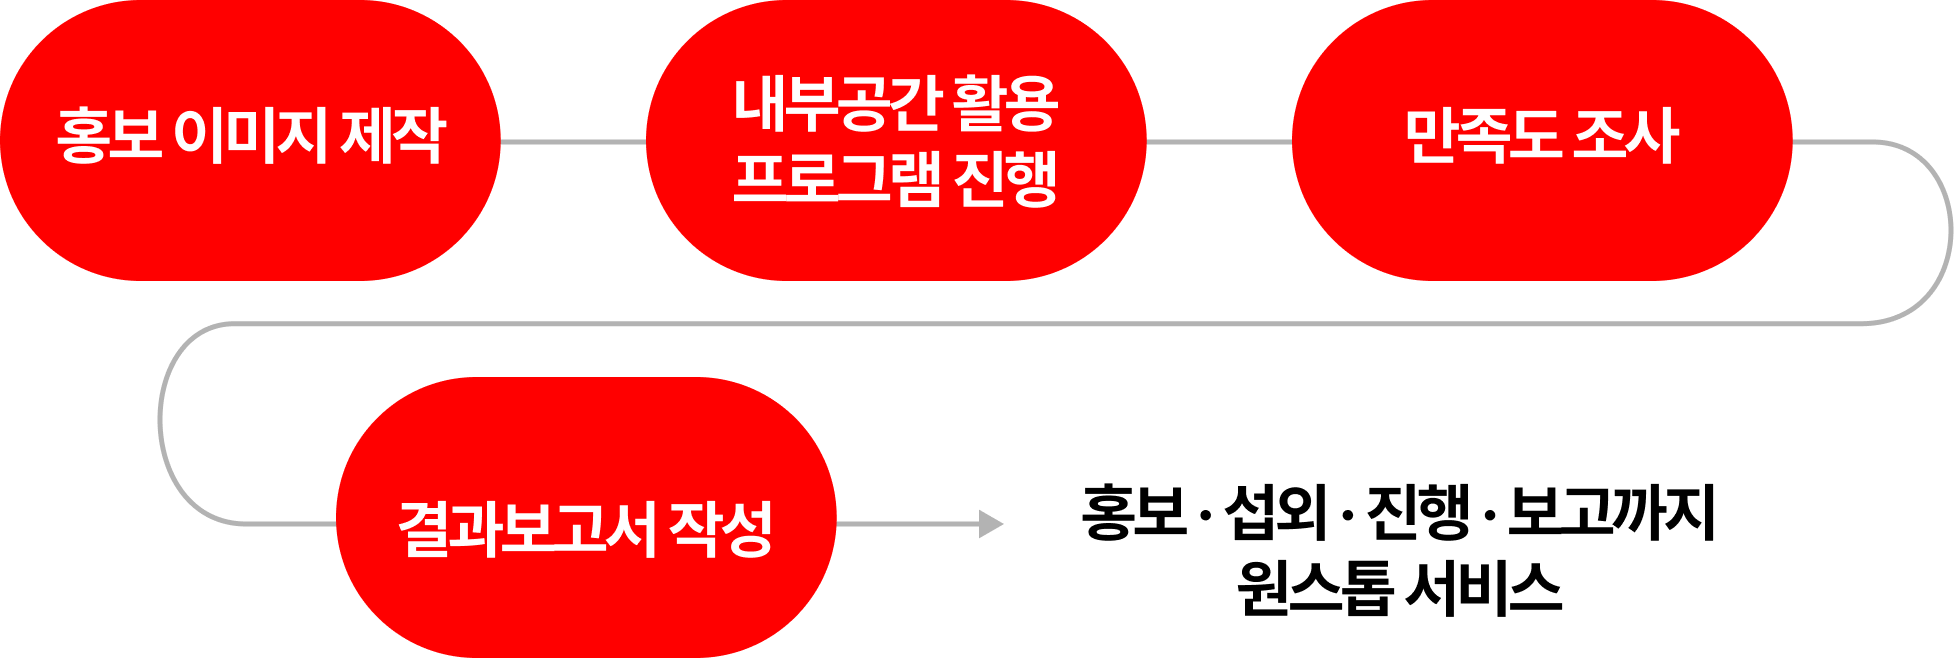 홍보 이미지 제작
내부공간 활용
프로그램 진행
만족도 조사
결과보고서 작성
홍보 · 섭외 · 진행 · 보고까지
원스톱 서비스